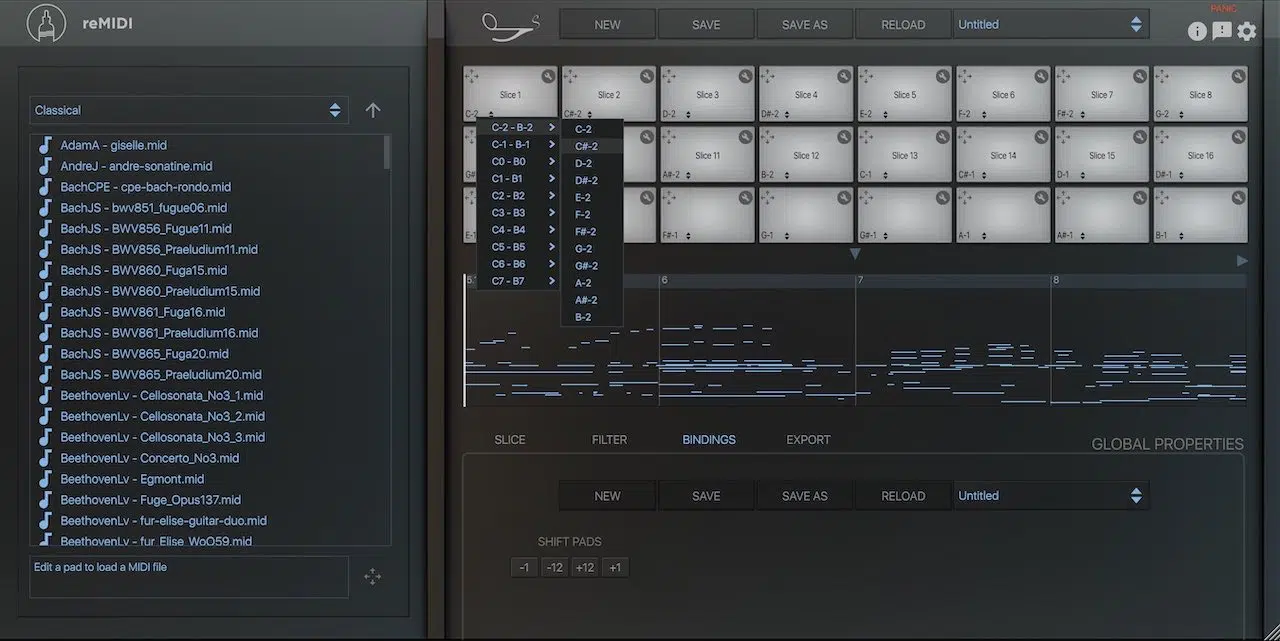 reMIDI
NEW
SAVE
SAVE AS
RELOAD
Untitled
PANIC
Classical
AdamA - giselle.mid
AndreJ - andre-sonatine.mid
BachCPE - cpe-bach-rondo.mid
BachJS - bwv851_fugue06.mid
BachJS - BWV856_Fugue11.mid
BachJS - BWV856_Praeludium11.mid
BachJS - BWV860_Fuga15.mid
BachJS - BWV860_Praeludium15.mid
BachJS - BWV861_Fuga16.mid
BachJS - BWV861_Praeludium16.mid
BachJS - BWV865_Fuga20.mid
BachJS - BWV865_Praeludium20.mid
BeethovenLv - Cellosonata_No3_1.mid
BeethovenLv - Cellosonata_No3_2.mid
BeethovenLv - Cellosonata_No3_3.mid
BeethovenLv - Concerto_No3.mid
BeethovenLv - Egmont.mid
BeethovenLv - Fuge_Opus137.mid
BeethovenLv - fur-elise-guitar-duo.mid
BeethovenLv - fur_Elise_WoO59.mid
Edit a pad to load a MIDI file
Slice 1
Slice 2
Slice 3
Slice 4
Slice 5
Slice 6
Slice 7
Slice 8
C-2
C#-2
D-2
D#-2
E-2
F-2
F#-2
G-2
Slice 11
Slice 12
Slice 13
Slice 14
Slice 15
Slice 16
G#
A#-2
B-2
C-1
C#-1
D-1
D#-1
E-1
F#-1
G-1
G#-1
A-1
A#-1
B-1
C-2 - B-2
C-1 - B-1
C0 - B0
C1 - B1
C2 - B2
C3 - B3
C4 - B4
C5 - B5
C6 - B6
C7 - B7
C-2
C#-2
D-2
D#-2
E-2
F-2
F#-2
G-2
G#-2
A-2
A#-2
B-2
5
6
7
8
SLICE
FILTER
BINDINGS
EXPORT
GLOBAL PROPERTIES
NEW
SAVE
SAVE AS
RELOAD
Untitled
SHIFT PADS
-1
-12
+12
+1